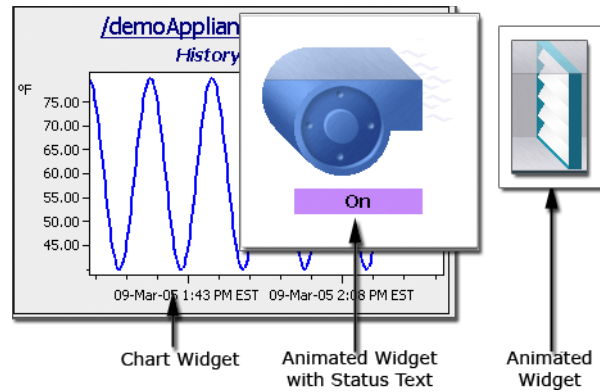 /demoApplian
History
°F
75.00
70.00
65.00
60.00
55.00
50.00
45.00
On
09-Mar-05 1:43 PM EST 09-Mar-05 2:08 PM EST
Chart Widget
Animated Widget
with Status Text
Animated
Widget